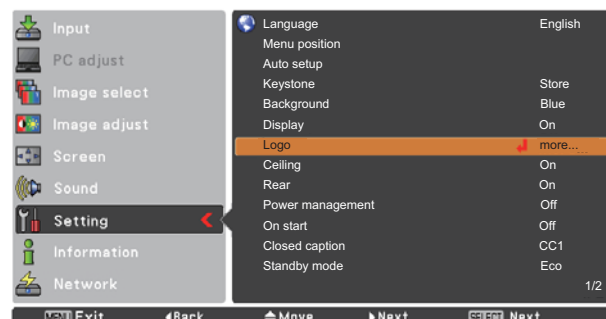 Input
PC adjust
Image select
Image adjust
Screen
Sound
Setting
Information
Network
Language English
Menu position
Auto setup
Keystone Store
Background Blue
Display On
Logo more...
Ceiling On
Rear On
Power management Off
On start Off
Closed caption CC1
Standby mode Eco
1/2
MENU Exit Back Move Next SELECT Next